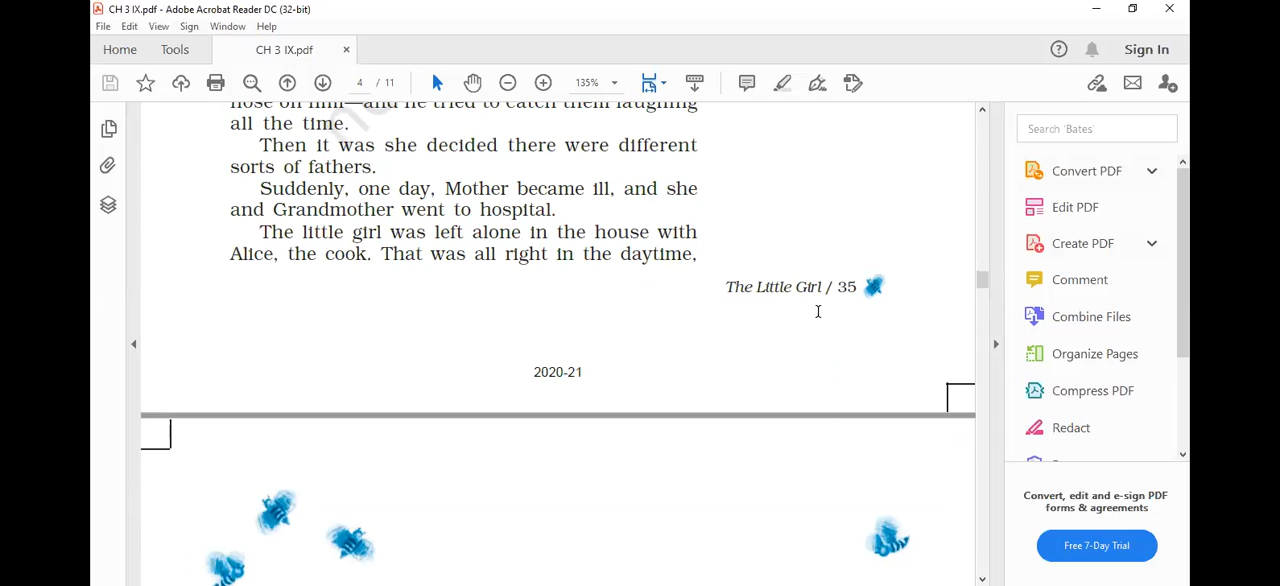 CH 3 IX.pdf - Adobe Acrobat Reader DC (32-bit)
File Edit View Sign Window Help
Home Tools CH 3 IX.pdf × Sign In
4 / 11 135%
nose on him—and he tried to catch them laughing
all the time.
Then it was she decided there were different
sorts of fathers.
Suddenly, one day, Mother became ill, and she
and Grandmother went to hospital.
The little girl was left alone in the house with
Alice, the cook. That was all right in the daytime,
The Little Girl / 35
2020-21
Search 'Bates'
Convert PDF
Edit PDF
Create PDF
Comment
Combine Files
Organize Pages
Compress PDF
Redact
Convert, edit and e-sign PDF
forms & agreements
Free 7-Day Trial